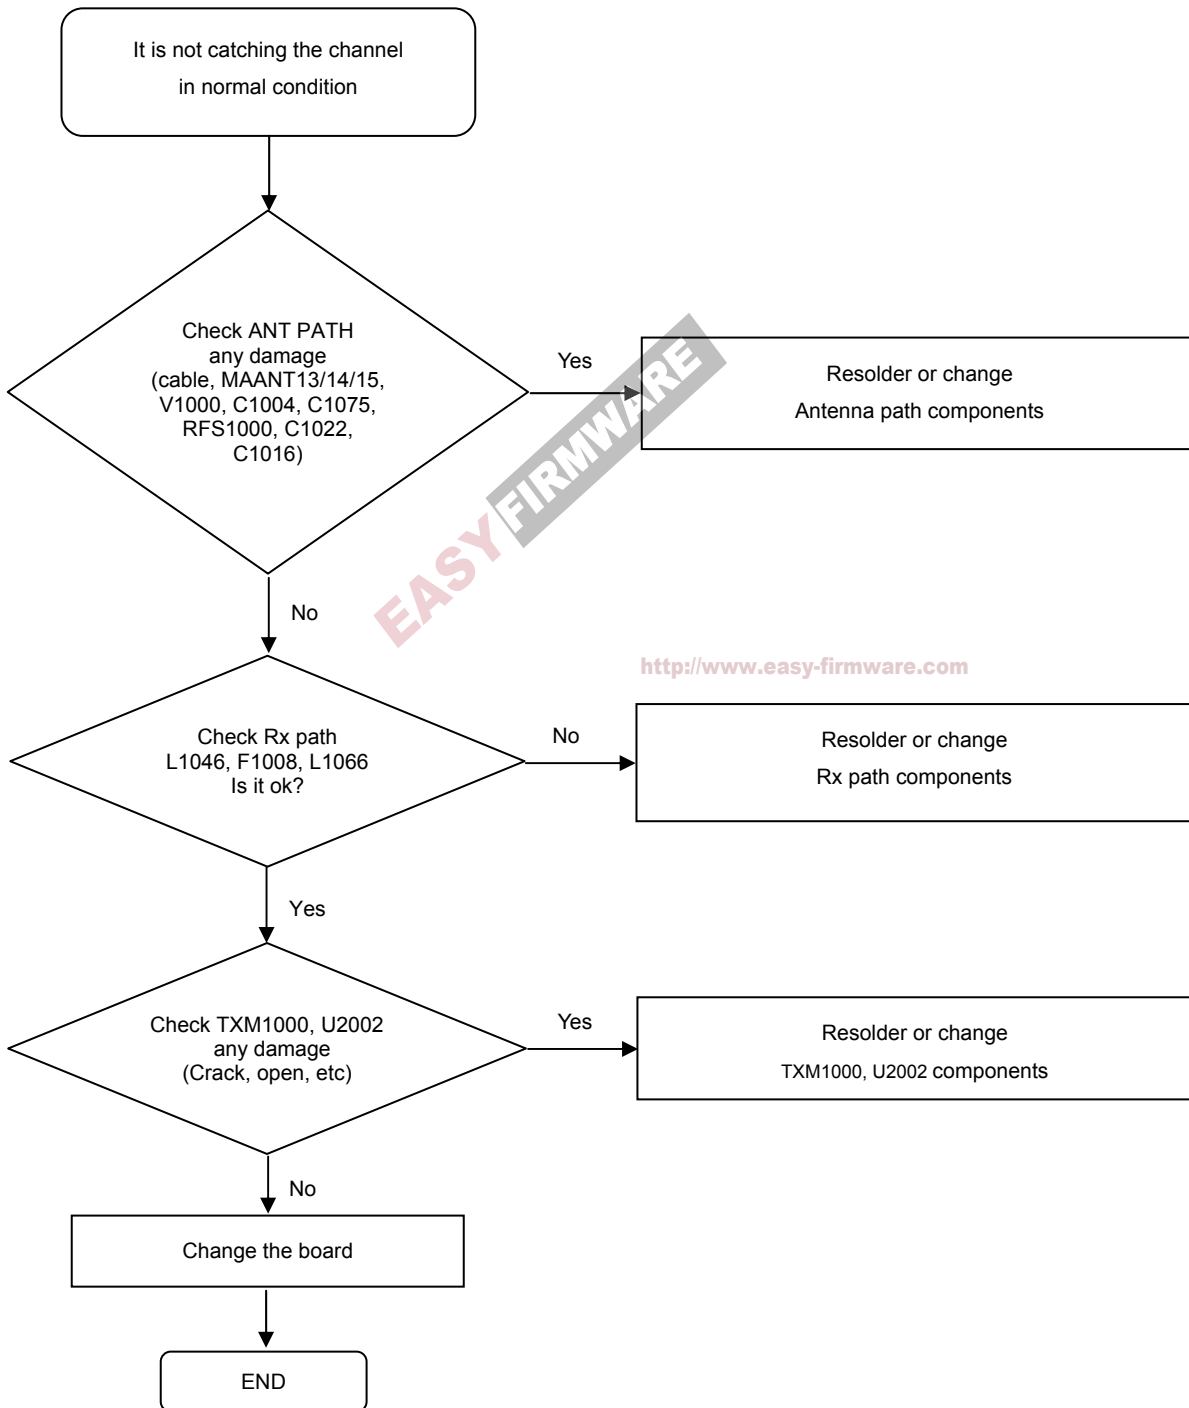 It is not catching the channel
in normal condition
Check ANT PATH
any damage
(cable, MAANT13/14/15,
V1000, C1004, C1075,
RFS1000, C1022,
C1016)
Yes
Resolder or change
Antenna path components
EASY FIRMWARE
No
http://www.easy-firmware.com
Check Rx path
L1046, F1008, L1066
Is it ok?
No
Resolder or change
Rx path components
Yes
Check TXM1000, U2002
any damage
(Crack, open, etc)
Yes
Resolder or change
TXM1000, U2002 components
No
Change the board
END